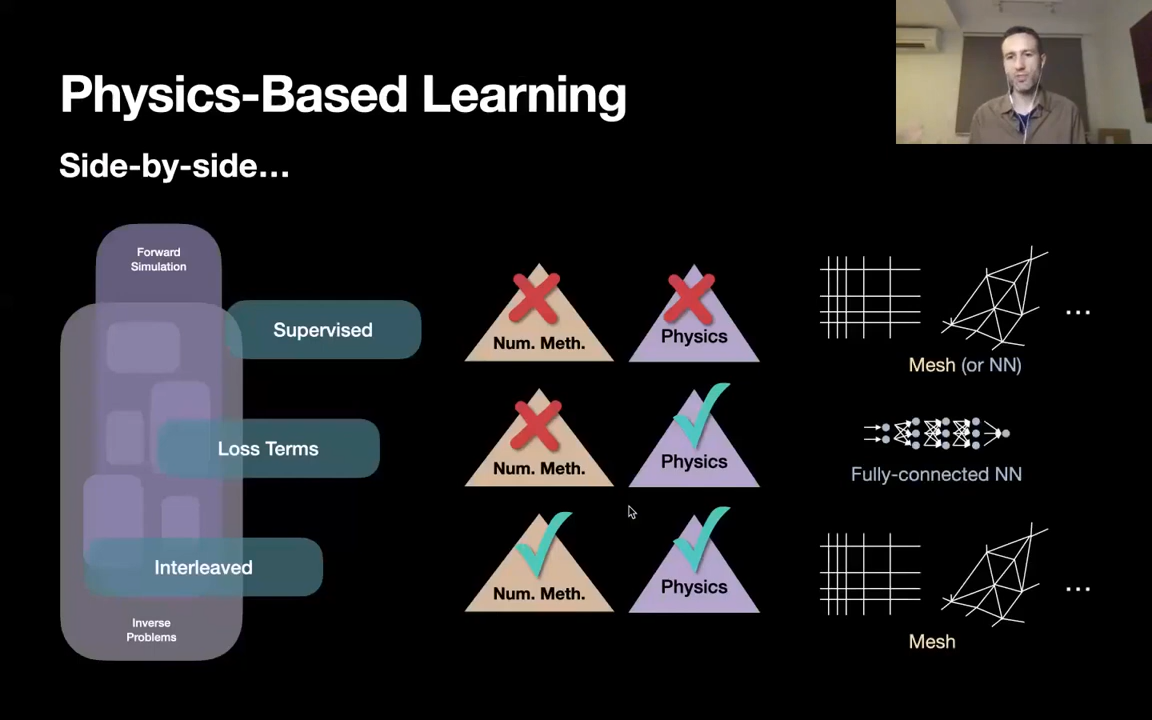 Physics-Based Learning
Side-by-side...
Forward
Simulation
Supervised
Num. Meth.
Physics
...
Mesh (or NN)
Loss Terms
Num. Meth.
Physics
Fully-connected NN
Interleaved
Num. Meth.
Physics
...
Inverse
Problems
Mesh